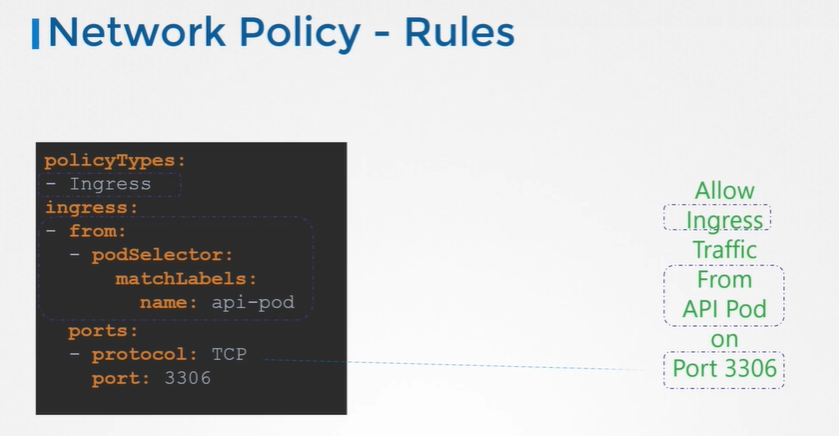 Network Policy - Rules
policyTypes:
- Ingress
ingress:
- from:
  - podSelector:
      matchLabels:
        name: api-pod
  ports:
  - protocol: TCP
    port: 3306
Allow
Ingress
Traffic
From
API Pod
on
Port 3306